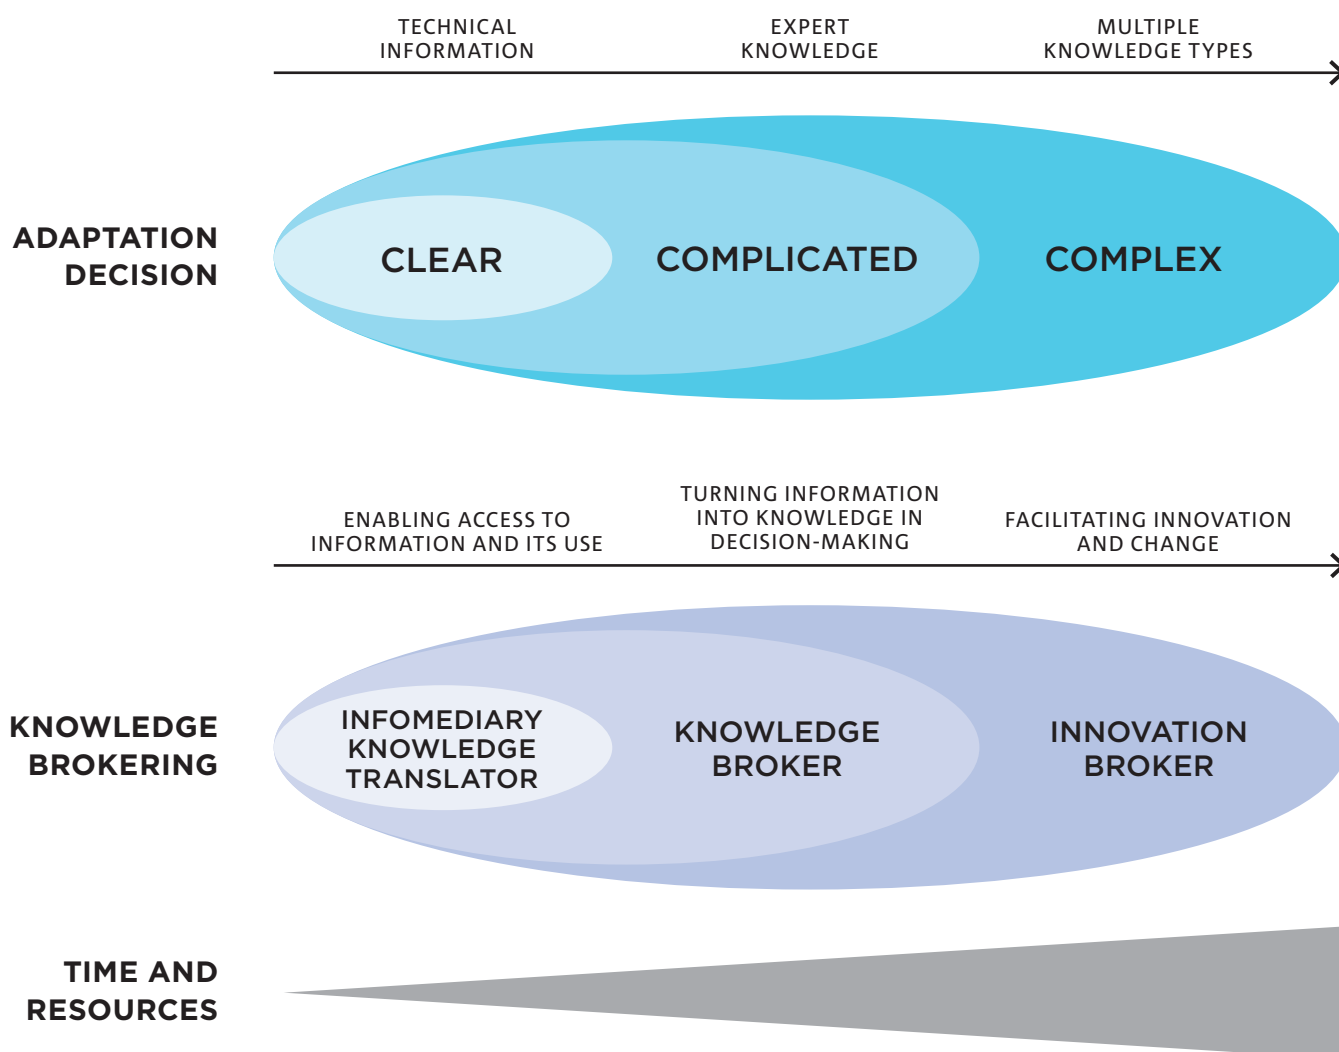 TECHNICAL
INFORMATION
EXPERT
KNOWLEDGE
MULTIPLE
KNOWLEDGE TYPES
ADAPTATION
DECISION
CLEAR
COMPLICATED
COMPLEX
ENABLING ACCESS TO
INFORMATION AND ITS USE
TURNING INFORMATION
INTO KNOWLEDGE IN
DECISION-MAKING
FACILITATING INNOVATION
AND CHANGE
KNOWLEDGE
BROKERING
INFOMEDIARY
KNOWLEDGE
TRANSLATOR
KNOWLEDGE
BROKER
INNOVATION
BROKER
TIME AND
RESOURCES